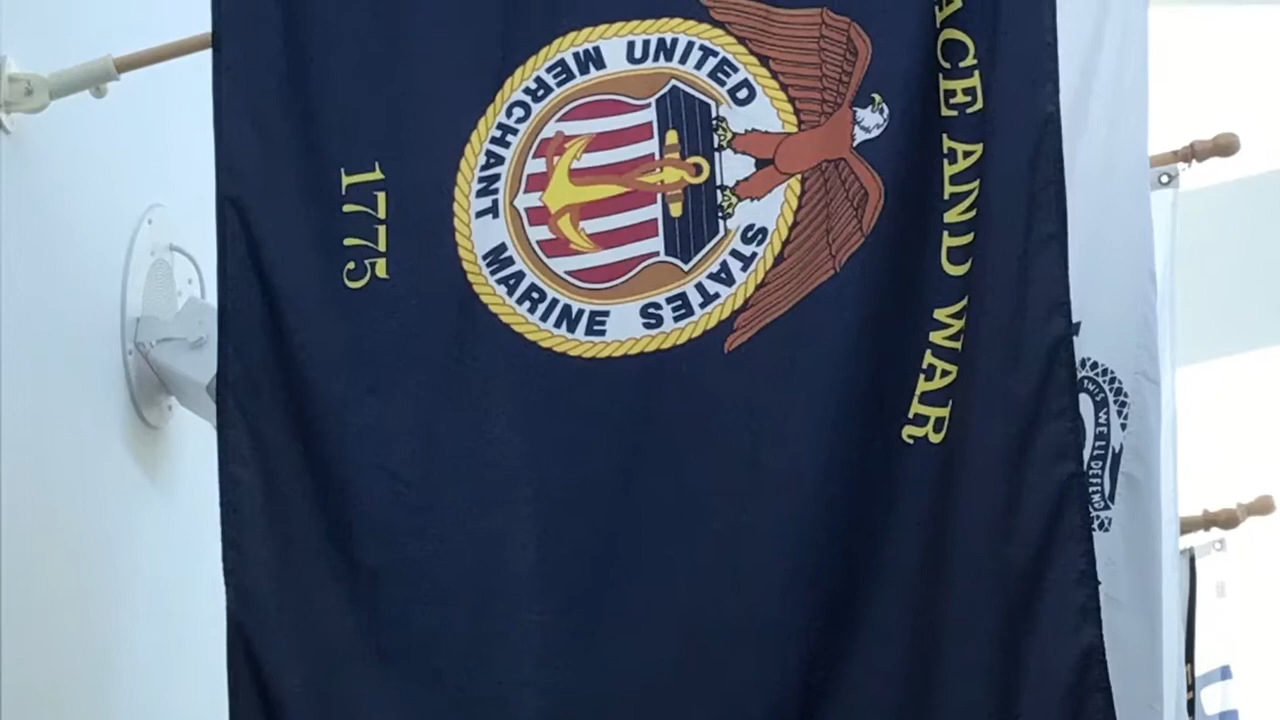 ACE AND WAR
UNITED STATES
MERCHANT MARINE
1775
THIS WE'LL DEFEND